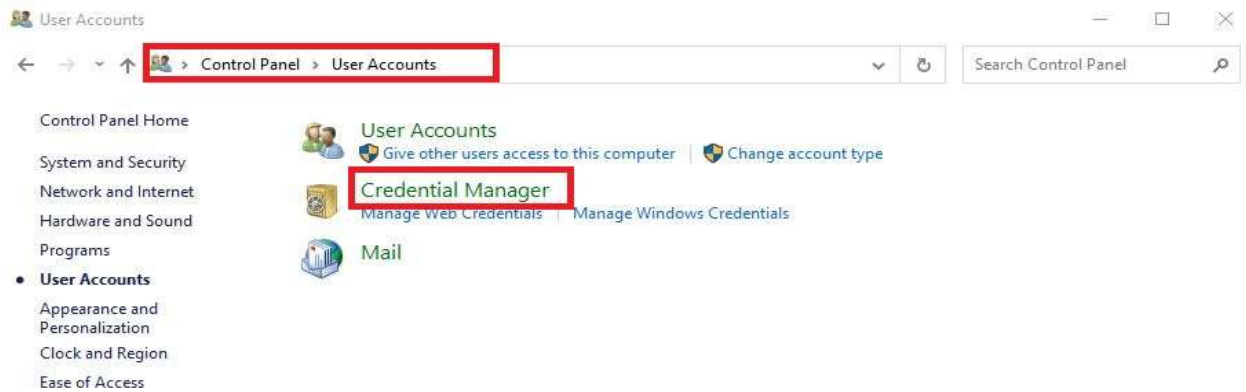 User Accounts
Control Panel > User Accounts
Search Control Panel
Control Panel Home
System and Security
Network and Internet
Hardware and Sound
Programs
User Accounts
Appearance and
Personalization
Clock and Region
Ease of Access
User Accounts
Give other users access to this computer | Change account type
Credential Manager
Manage Web Credentials | Manage Windows Credentials
Mail